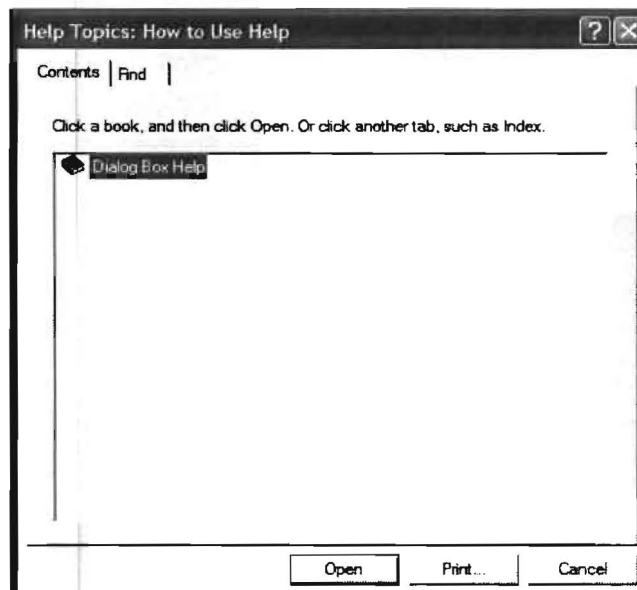 Help Topics: How to Use Help
Contents Find
Click a book, and then click Open. Or click another tab, such as Index.
Dialog Box Help
Open Print... Cancel